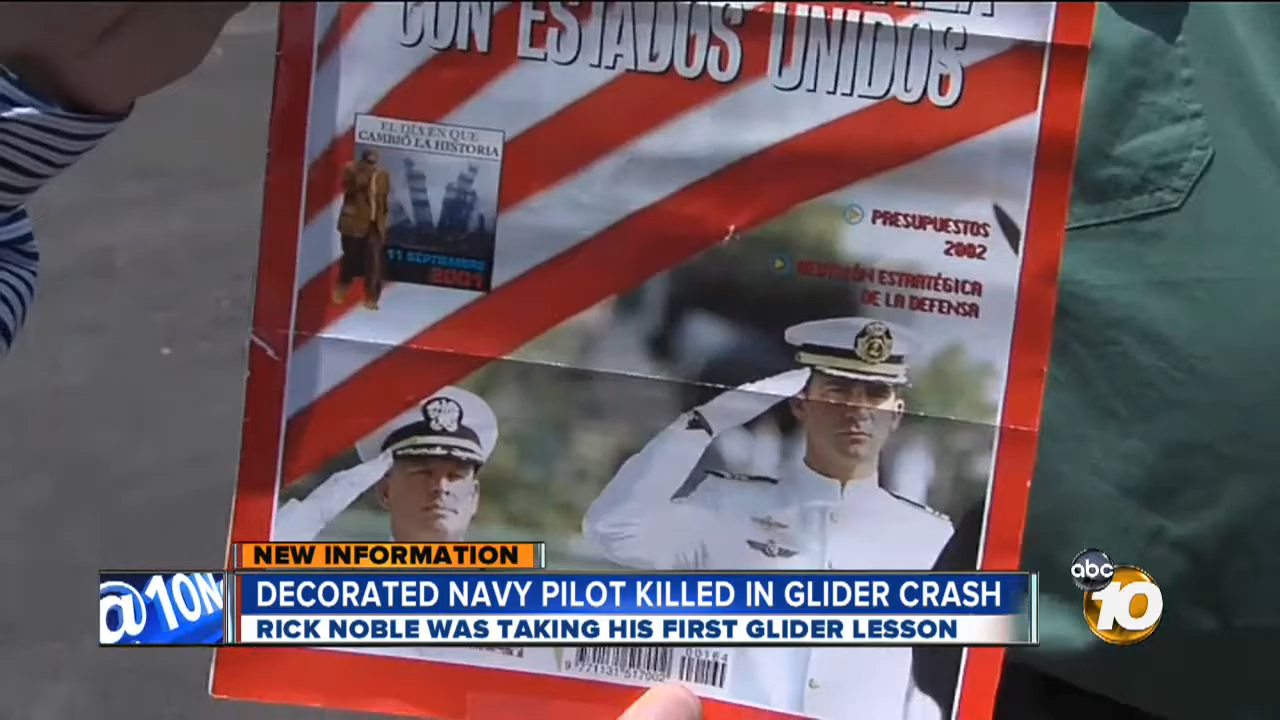 CON ESTADOS UNIDOS
EL DÍA EN QUE
CAMBIÓ LA HISTORIA
11 SEPTIEMBRE
2001
PRESUPUESTOS
2002
REVISIÓN ESTRATÉGICA
DE LA DEFENSA
NEW INFORMATION
@10N
DECORATED NAVY PILOT KILLED IN GLIDER CRASH
RICK NOBLE WAS TAKING HIS FIRST GLIDER LESSON
abc
10
00164